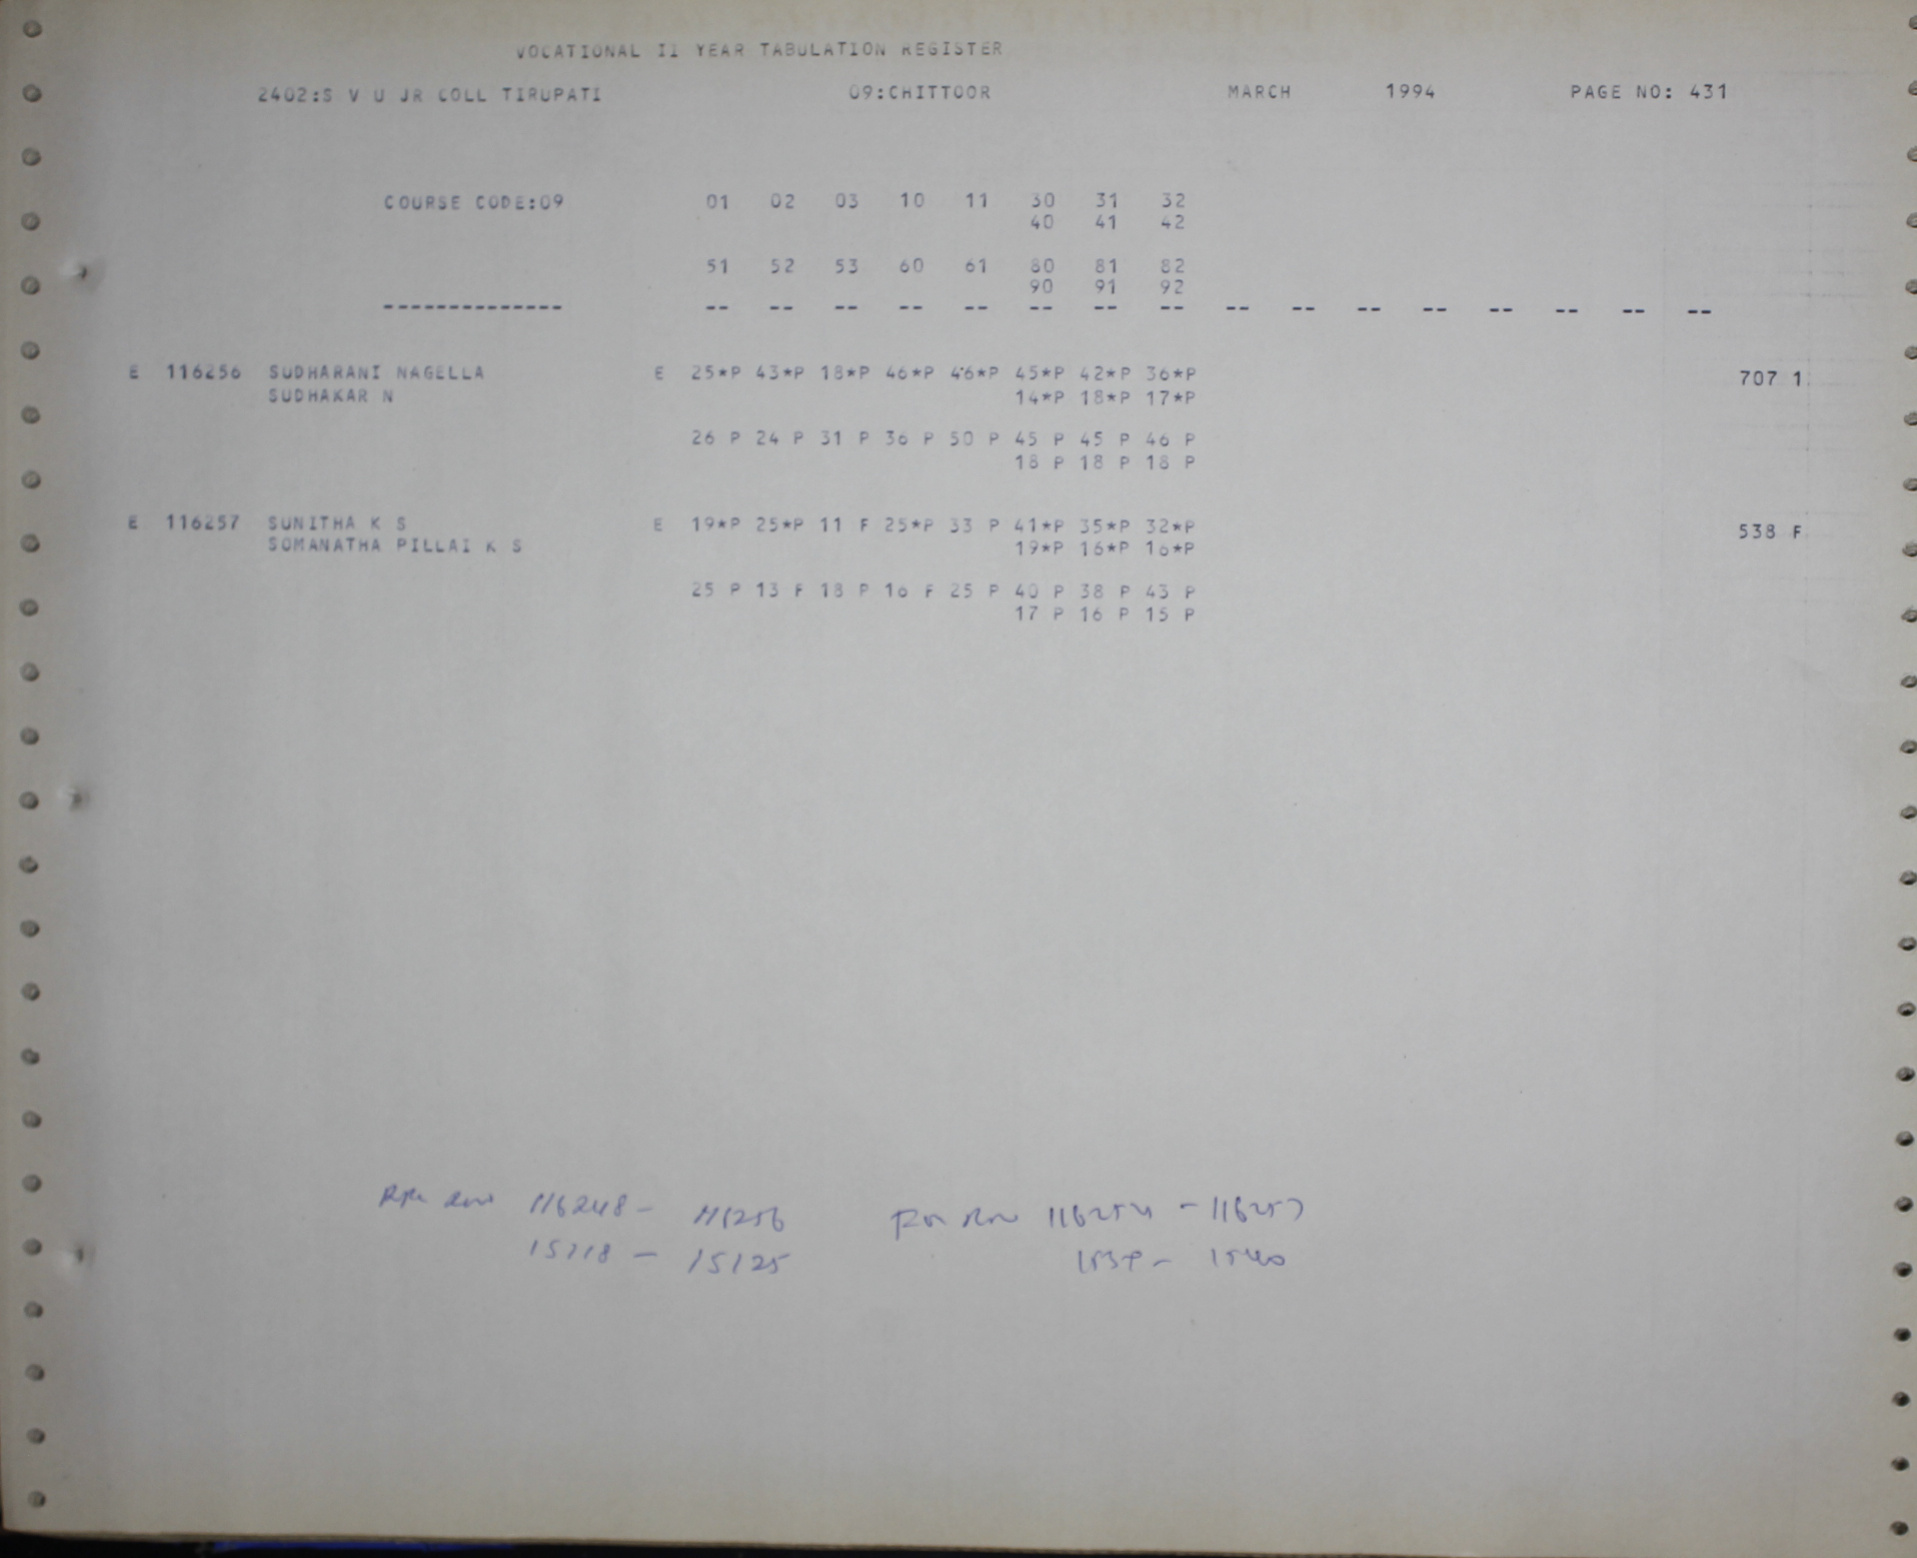 VOCATIONAL II YEAR TABULATION REGISTER
2402:S V U JR COLL TIRUPATI 09:CHITTOOR MARCH 1994 PAGE NO: 431
COURSE CODE:09 01 02 03 10 11 30 31 32
40 41 42
51 52 53 60 61 80 81 82
90 91 92
-------------- -- -- -- -- -- -- -- -- -- -- -- -- -- -- -- --
E 116256 SUDHARANI NAGELLA E 25*P 43*P 18*P 46*P 46*P 45*P 42*P 36*P 707 1
SUDHAKAR N 14*P 18*P 17*P
26 P 24 P 31 P 36 P 50 P 45 P 45 P 46 P
18 P 18 P 18 P
E 116257 SUNITHA K S E 19*P 25*P 11 F 25*P 33 P 41*P 35*P 32*P 538 F
SOMANATHA PILLAI K S 19*P 16*P 16*P
25 P 13 F 18 P 16 F 25 P 40 P 38 P 43 P
17 P 16 P 15 P
116248 - 116256 116254 - 116257
15118 - 15125